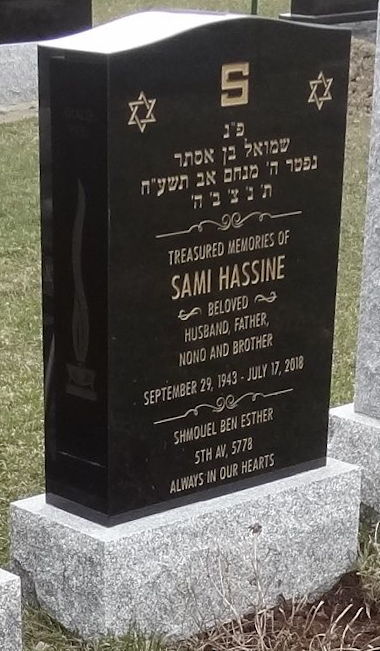 S
פ"נ
שמואל בן אסתר
נפטר ה' מנחם אב תשע"ח
ת' נ' צ' ב' ה'
TREASURED MEMORIES OF
SAMI HASSINE
BELOVED
HUSBAND, FATHER,
NONO AND BROTHER
SEPTEMBER 29, 1943 - JULY 17, 2018
SHMOUEL BEN ESTHER
5TH AV, 5778
ALWAYS IN OUR HEARTS